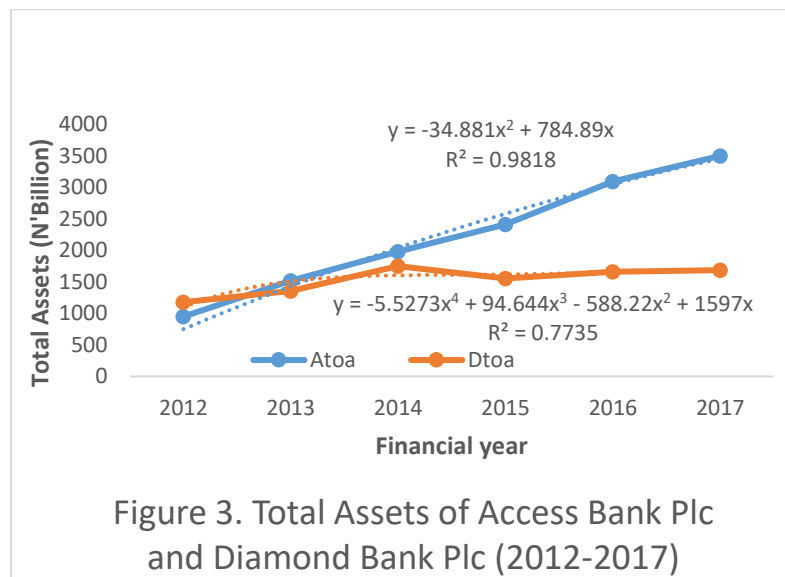 4000
3500
3000
2500
2000
1500
1000
500
0
Total Assets (N'Billion)
y = -34.881x² + 784.89x
R² = 0.9818
y = -5.5273x⁴ + 94.644x³ - 588.22x² + 1597x
R² = 0.7735
Atoa Dtoa
2012 2013 2014 2015 2016 2017
Financial year
Figure 3. Total Assets of Access Bank Plc
and Diamond Bank Plc (2012-2017)